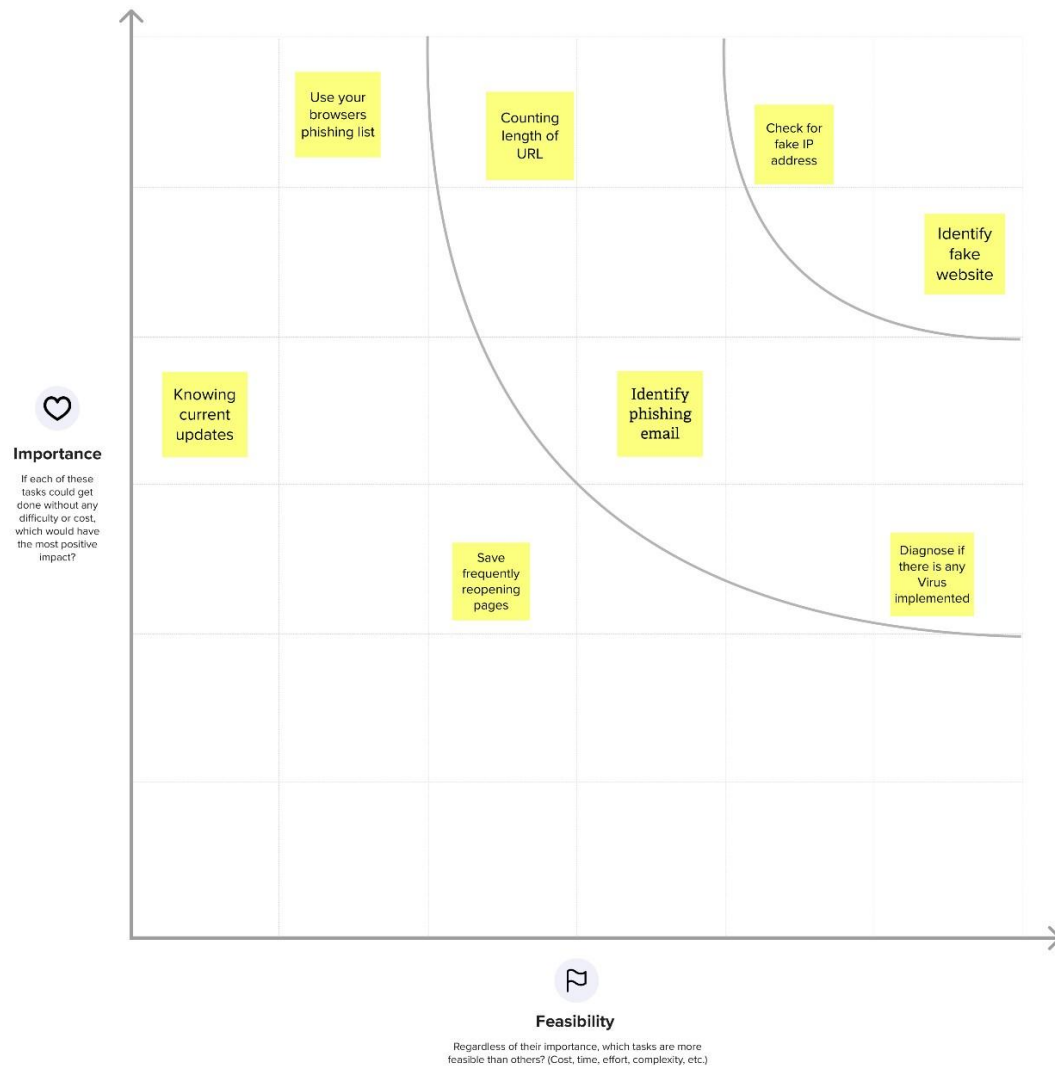 Use your
browsers
phishing list
Counting
length of
URL
Check for
fake IP
address
Identify
fake
website
Knowing
current
updates
Identify
phishing
email
Importance
If each of these
tasks could get
done without any
difficulty or cost,
which would have
the most positive
impact?
Save
frequently
reopening
pages
Diagnose if
there is any
Virus
implemented
Feasibility
Regardless of their importance, which tasks are more
feasible than others? (Cost, time, effort, complexity, etc.)